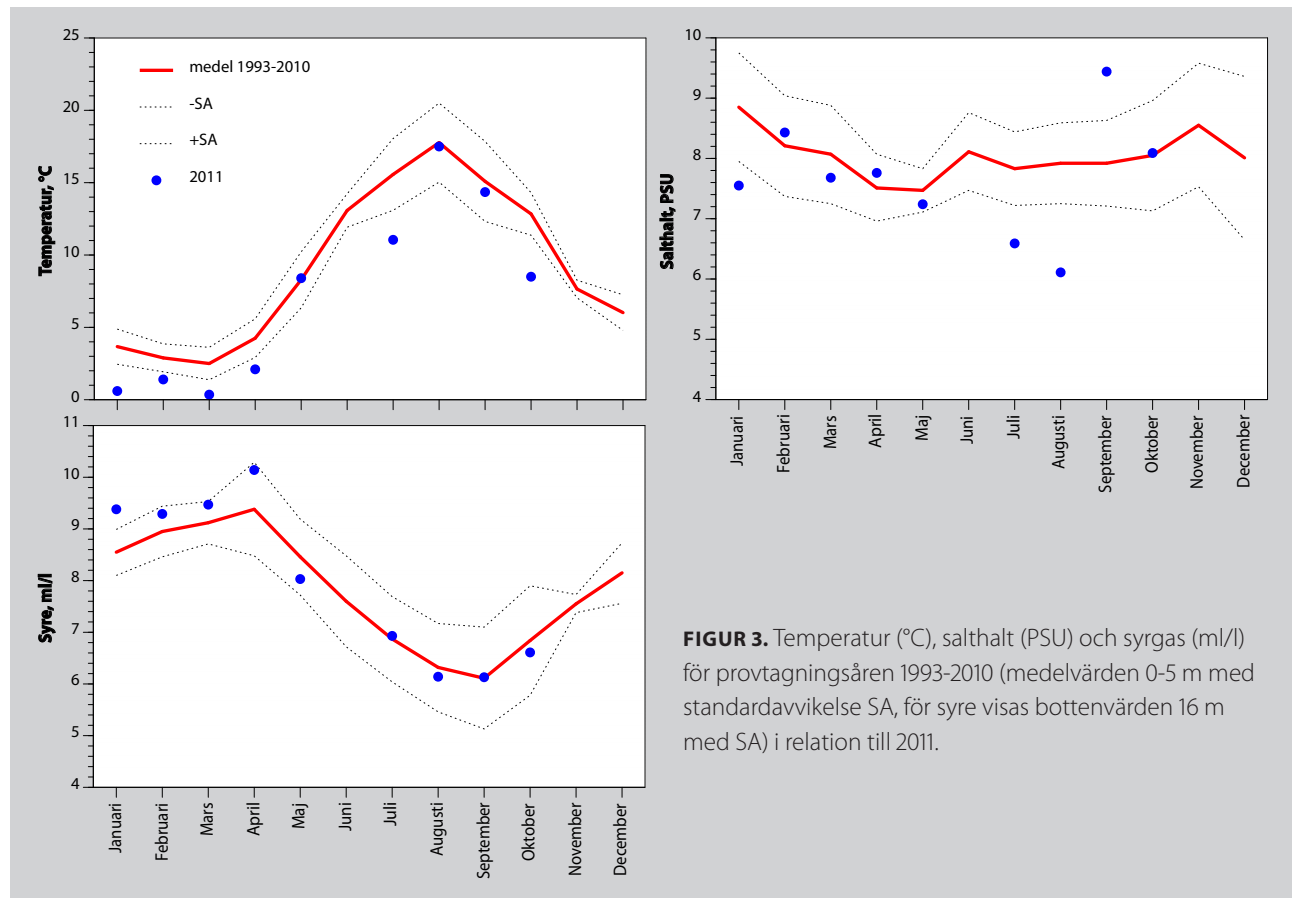 25
20
15
10
5
0
Temperatur, °C
medel 1993-2010
-SA
+SA
2011
10
9
8
7
6
5
4
Salthalt, PSU
Januari
Februari
Mars
April
Maj
Juni
Juli
Augusti
September
Oktober
November
December
11
10
9
8
7
6
5
4
Syre, ml/l
Januari
Februari
Mars
April
Maj
Juni
Juli
Augusti
September
Oktober
November
December
FIGUR 3. Temperatur (°C), salthalt (PSU) och syrgas (ml/l)
för provtagningsåren 1993-2010 (medelvärden 0-5 m med
standardavvikelse SA, för syre visas bottenvärden 16 m
med SA) i relation till 2011.